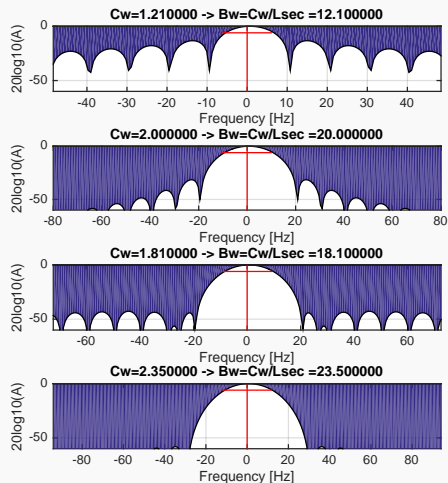 Cw=1.210000 -> Bw=Cw/Lsec =12.100000
0
-50
20log10(A)
-40 -30 -20 -10 0 10 20 30 40
Frequency [Hz]
Cw=2.000000 -> Bw=Cw/Lsec =20.000000
0
-50
20log10(A)
-80 -60 -40 -20 0 20 40 60 80
Frequency [Hz]
Cw=1.810000 -> Bw=Cw/Lsec =18.100000
0
-50
20log10(A)
-60 -40 -20 0 20 40 60
Frequency [Hz]
Cw=2.350000 -> Bw=Cw/Lsec =23.500000
0
-50
20log10(A)
-80 -60 -40 -20 0 20 40 60 80
Frequency [Hz]